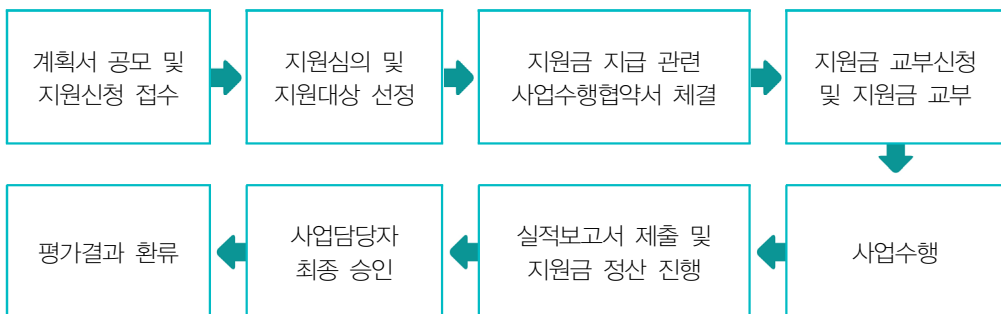 계획서 공모 및
지원신청 접수
지원심의 및
지원대상 선정
지원금 지급 관련
사업수행협약서 체결
지원금 교부신청
및 지원금 교부
사업수행
실적보고서 제출 및
지원금 정산 진행
사업담당자
최종 승인
평가결과 환류